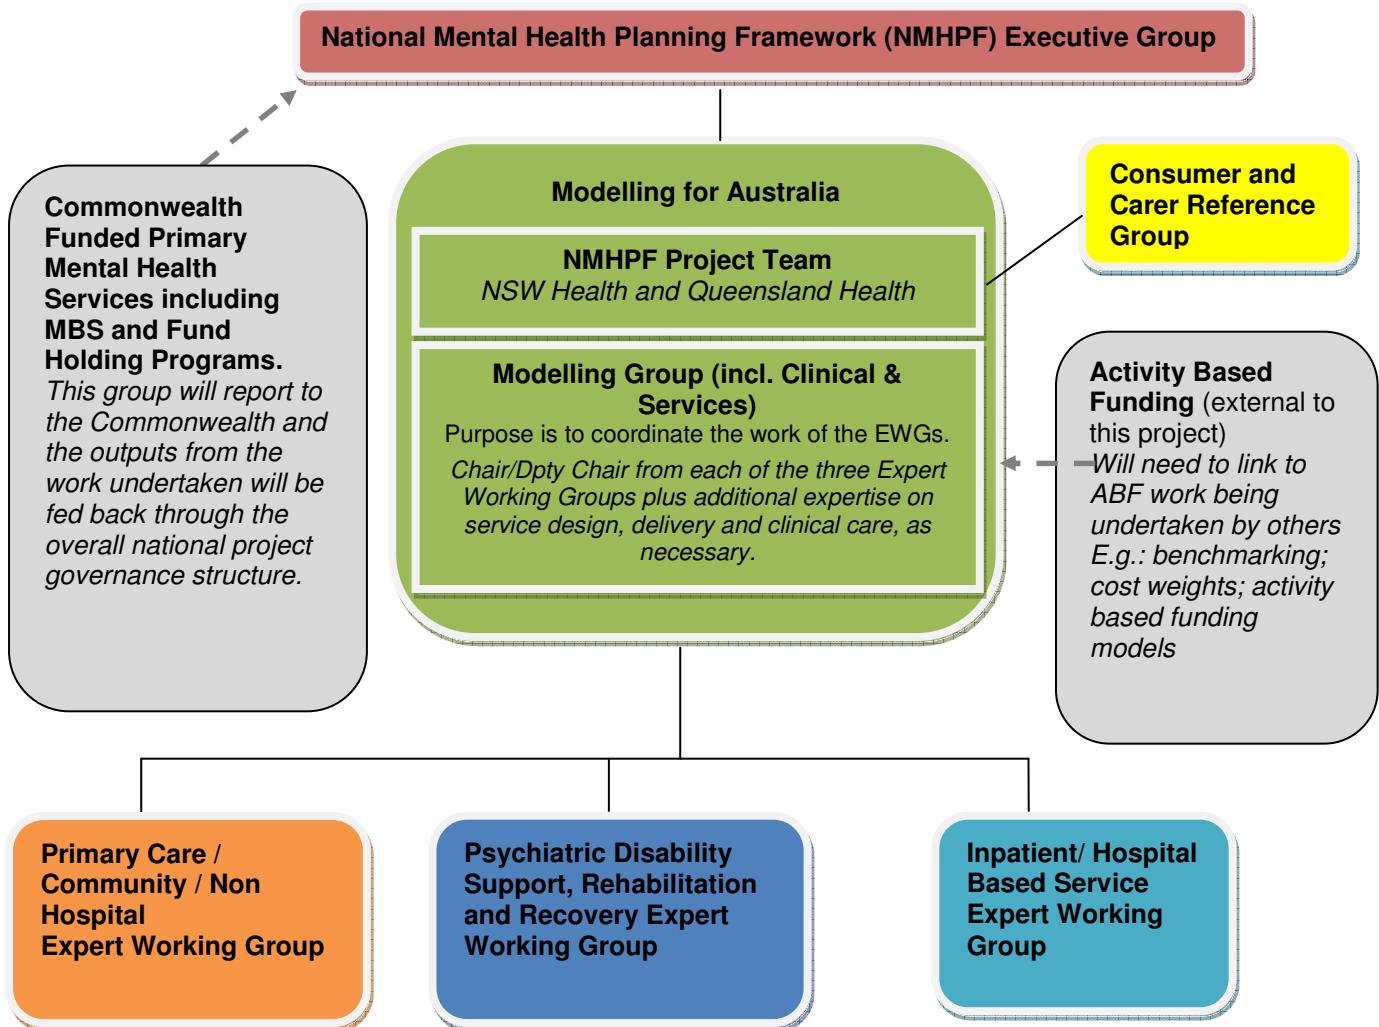 National Mental Health Planning Framework (NMHPF) Executive Group
Commonwealth
Funded Primary
Mental Health
Services including
MBS and Fund
Holding Programs.
This group will report to
the Commonwealth and
the outputs from the
work undertaken will be
fed back through the
overall national project
governance structure.
Modelling for Australia
NMHPF Project Team
NSW Health and Queensland Health
Modelling Group (incl. Clinical &
Services)
Purpose is to coordinate the work of the EWGs.
Chair/Dpty Chair from each of the three Expert
Working Groups plus additional expertise on
service design, delivery and clinical care, as
necessary.
Consumer and
Carer Reference
Group
Activity Based
Funding (external to
this project)
Will need to link to
ABF work being
undertaken by others
E.g.: benchmarking;
cost weights; activity
based funding
models
Primary Care /
Community / Non
Hospital
Expert Working Group
Psychiatric Disability
Support, Rehabilitation
and Recovery Expert
Working Group
Inpatient/ Hospital
Based Service
Expert Working
Group